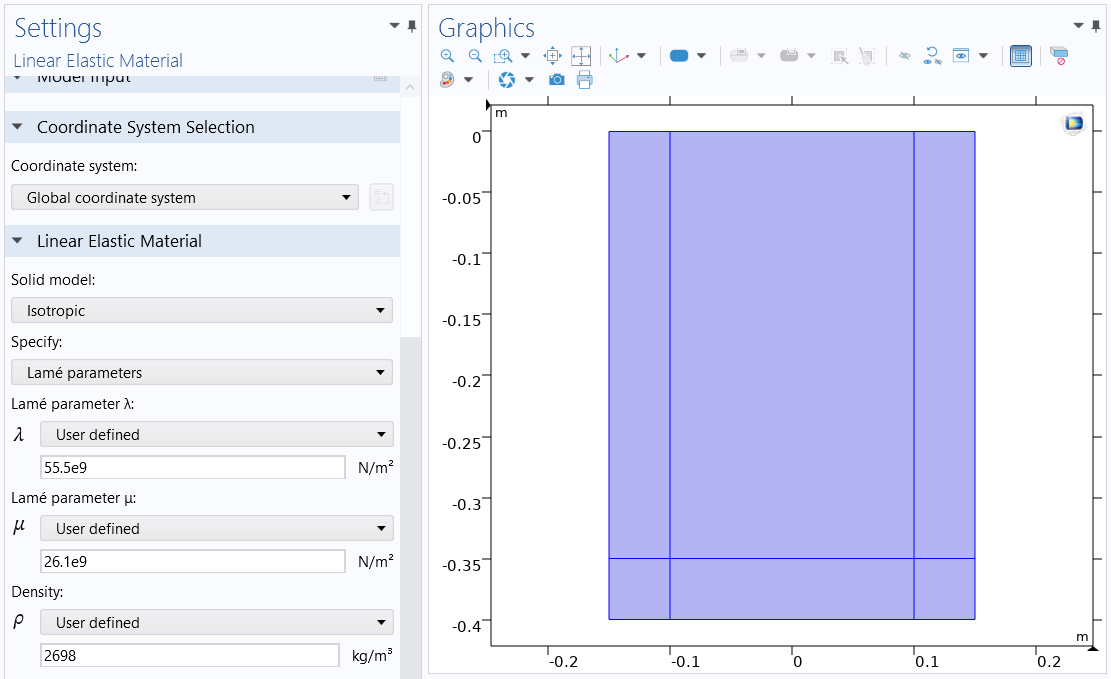 Settings
Linear Elastic Material
Model Input
Coordinate System Selection
Coordinate system:
Global coordinate system
Linear Elastic Material
Solid model:
Isotropic
Specify:
Lamé parameters
Lamé parameter λ:
λ User defined
55.5e9 N/m²
Lamé parameter μ:
μ User defined
26.1e9 N/m²
Density:
ρ User defined
2698 kg/m³
Graphics
m
0
-0.05
-0.1
-0.15
-0.2
-0.25
-0.3
-0.35
-0.4
m
-0.2 -0.1 0 0.1 0.2